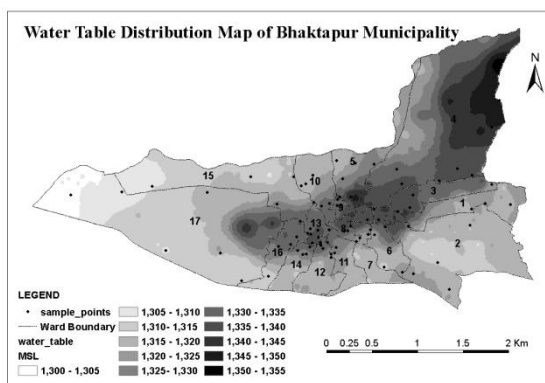 Water Table Distribution Map of Bhaktapur Municipality
N
4
5
15
10
3
9
1
17
13
8
2
16
6
14
11
7
12
LEGEND
sample_points
Ward Boundary
water_table
MSL
1,300 - 1,305
1,305 - 1,310
1,310 - 1,315
1,315 - 1,320
1,320 - 1,325
1,325 - 1,330
1,330 - 1,335
1,335 - 1,340
1,340 - 1,345
1,345 - 1,350
1,350 - 1,355
0 0.25 0.5 1 1.5 2 Km